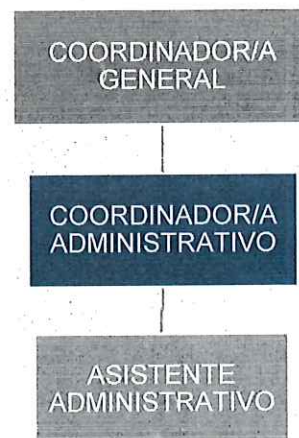 COORDINADOR/A
GENERAL
COORDINADOR/A
ADMINISTRATIVO
ASISTENTE
ADMINISTRATIVO